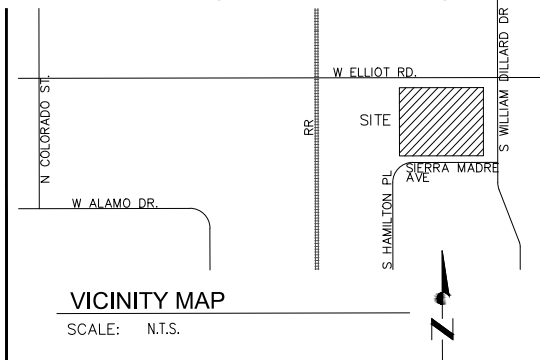 W ELLIOT RD.
S WILLIAM DILLARD DR
N COLORADO ST.
RR
SITE
SIERRA MADRE
AVE
S HAMILTON PL
W ALAMO DR.
VICINITY MAP
SCALE: N.T.S.
N